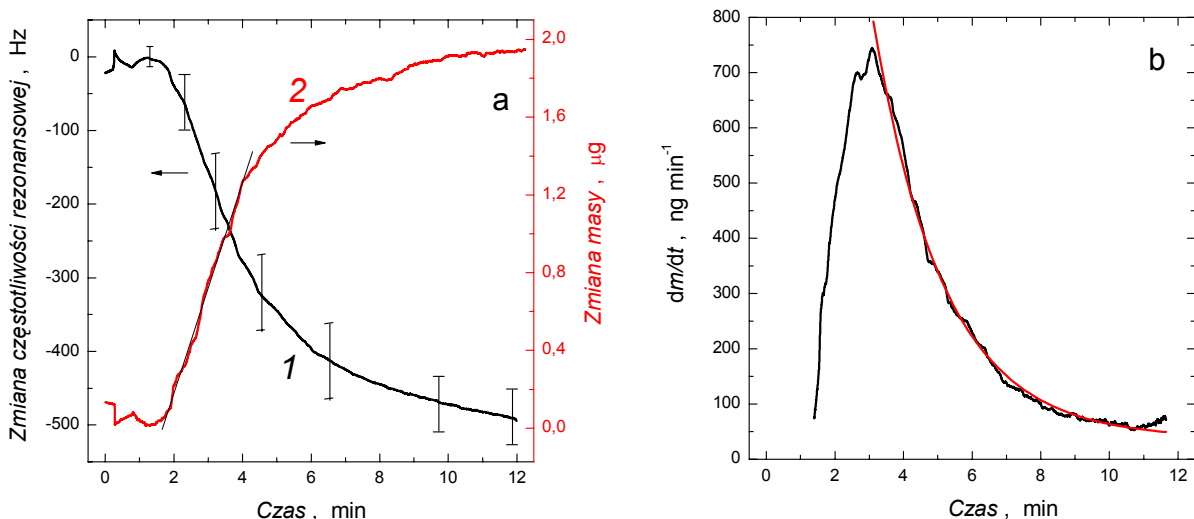 Zmiana częstotliwości rezonansowej, Hz
0
-100
-200
-300
-400
-500
0 2 4 6 8 10 12
Czas, min
2,0
1,6
1,2
0,8
0,4
0,0
Zmiana masy, μg
a
2
1
dm/dt, ng min⁻¹
800
700
600
500
400
300
200
100
0
0 2 4 6 8 10 12
Czas, min
b